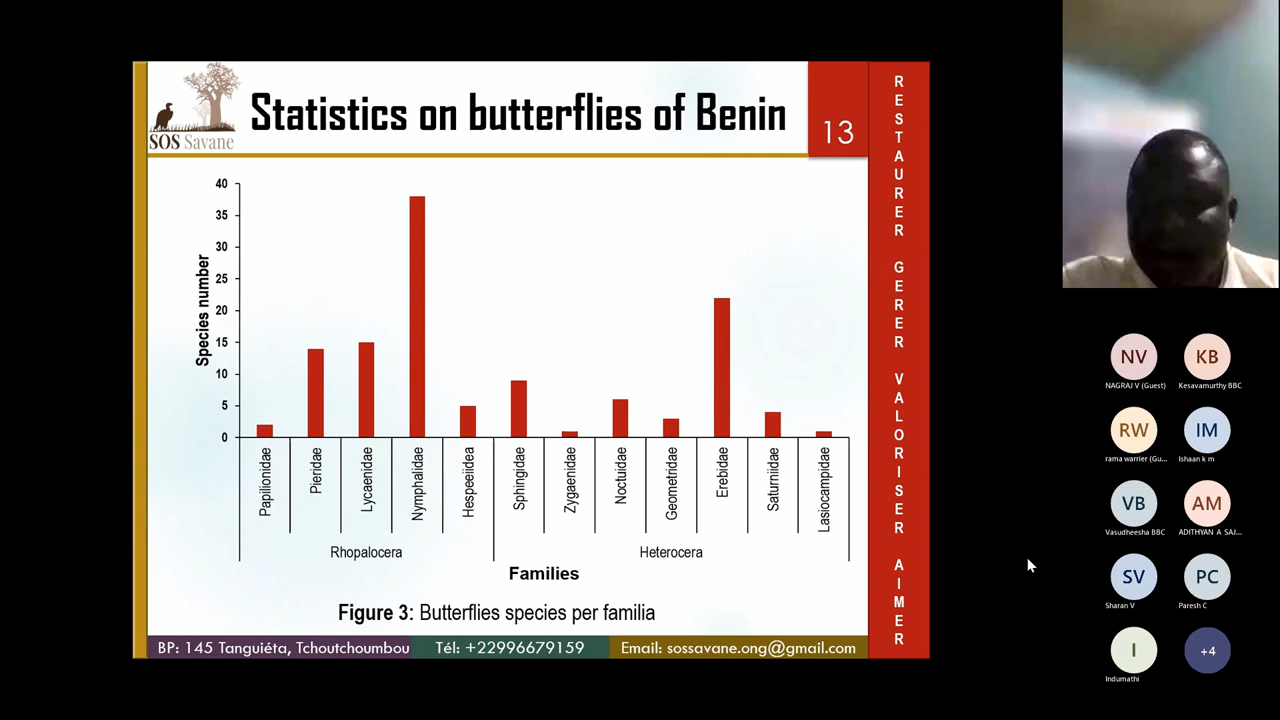 SOS Savane
Statistics on butterflies of Benin
13
RESTAURER GERER VALORISER AIMER
Species number
40
35
30
25
20
15
10
5
0
Papilionidae
Pieridae
Lycaenidae
Nymphalidae
Hespeeiidea
Sphingidae
Zygaenidae
Noctuidae
Geometridae
Erebidae
Saturniidae
Lasiocampidae
Rhopalocera
Heterocera
Families
Figure 3: Butterflies species per familia
BP: 145 Tanguiéta, Tchoutchoumbou
Tél: +22996679159
Email: sossavane.ong@gmail.com
NV
KB
NAGRAJ V (Guest)
Kesavamurthy BBC
RW
IM
rama warrier (Gu...
Ishaan k m
VB
AM
Vasudheesha BBC
ADITHYAN A SAJ...
SV
PC
Sharan V
Paresh C
I
+4
Indumathi